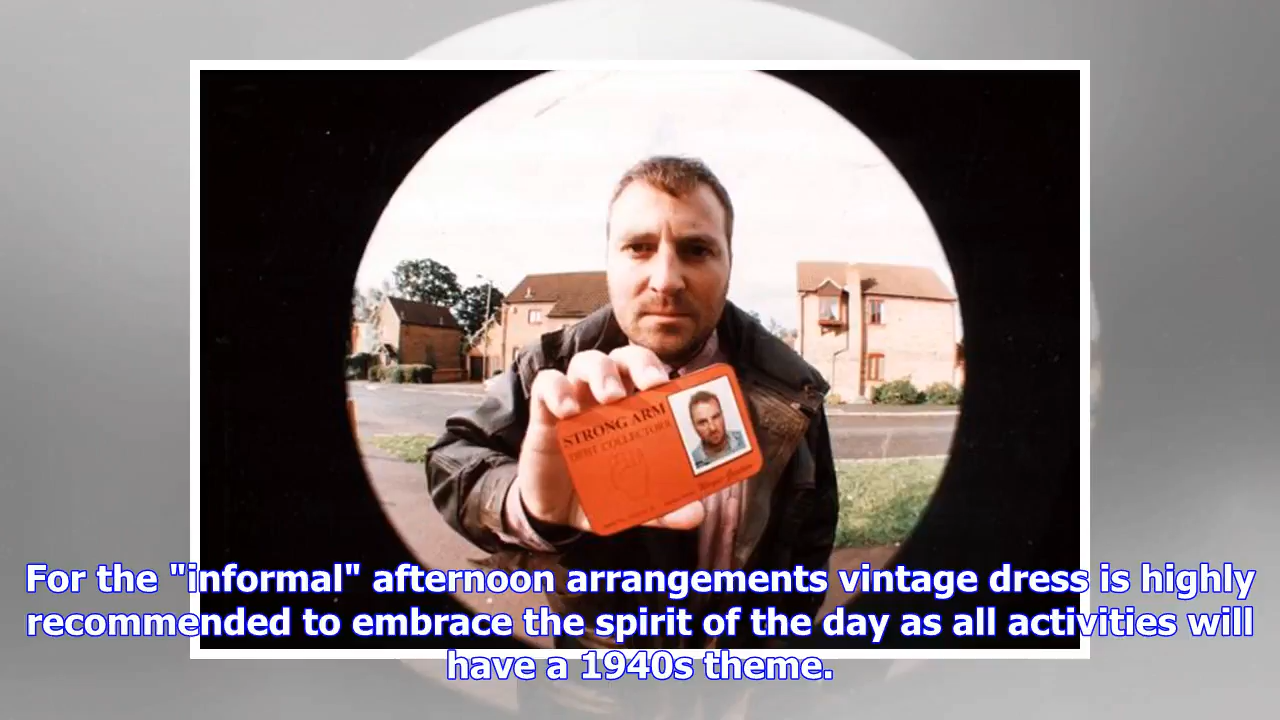 STRONG ARM
DEBT COLLECTORS
For the "informal" afternoon arrangements vintage dress is highly
recommended to embrace the spirit of the day as all activities will
have a 1940s theme.